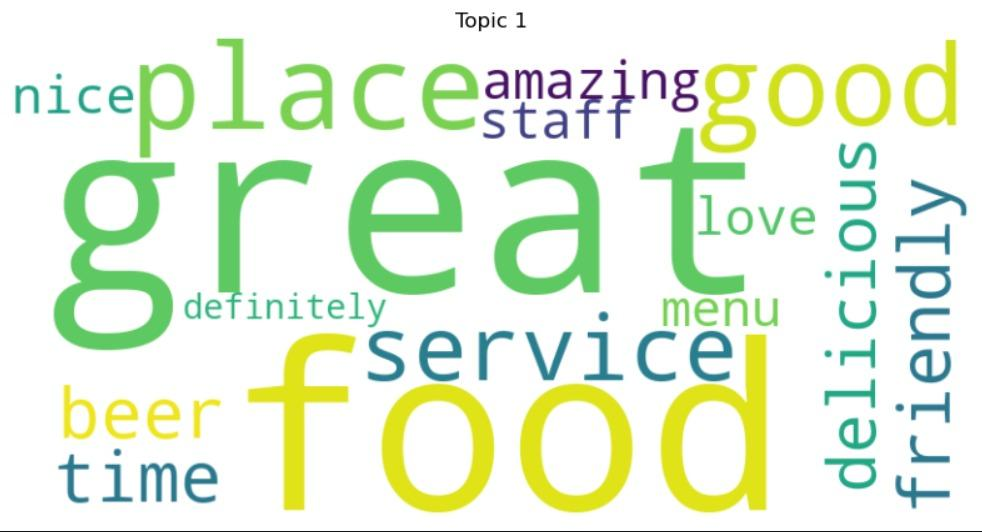 Topic 1
nice
place
amazing
staff
good
great
love
delicious
friendly
definitely
menu
service
food
beer
time